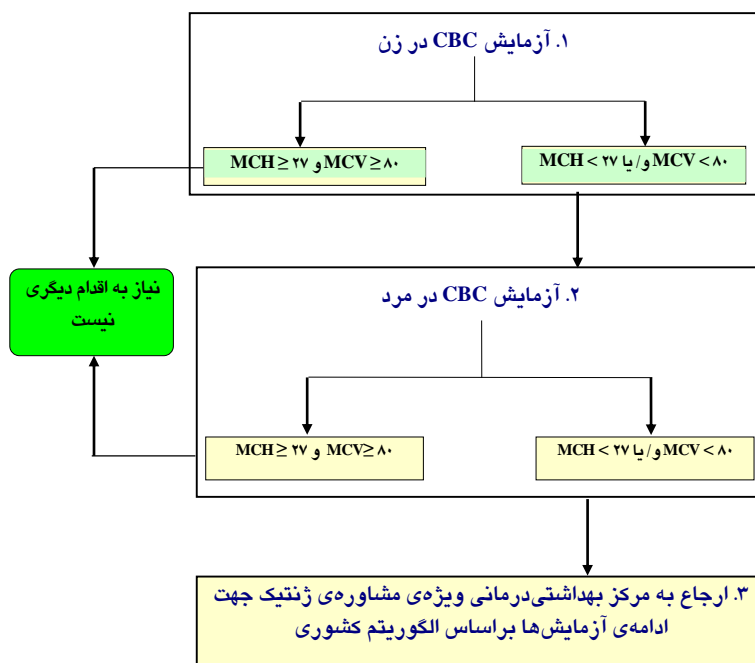 ۱. آزمایش CBC در زن
MCV < ۸۰ و/ یا MCH < ۲۷
MCV ≥ ۸۰ و MCH ≥ ۲۷
نیاز به اقدام دیگری
نیست
۲. آزمایش CBC در مرد
MCV < ۸۰ و/ یا MCH < ۲۷
MCV≥ ۸۰ و MCH ≥ ۲۷
۳. ارجاع به مرکز بهداشتی‌درمانی ویژه‌ی مشاوره‌ی ژنتیک جهت
ادامه‌ی آزمایش‌ها براساس الگوریتم کشوری